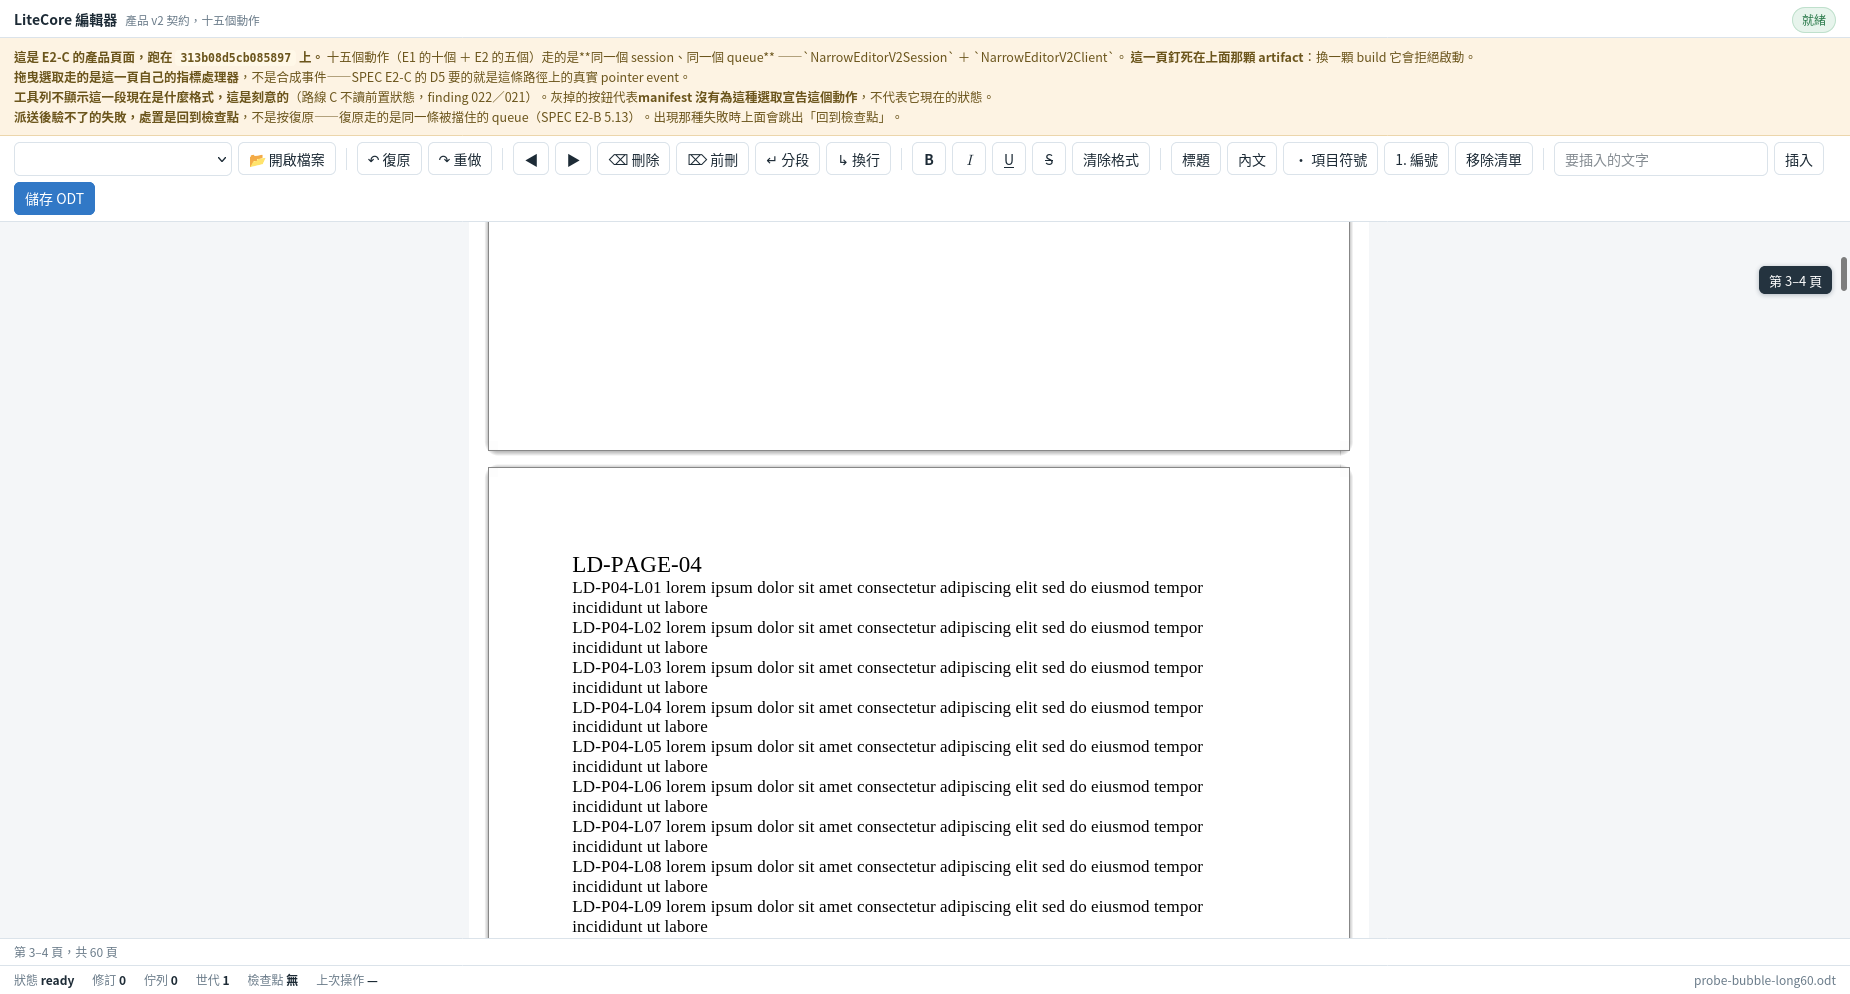 LiteCore 編輯器 產品 v2 契約，十五個動作
就緒
這是 E2-C 的產品頁面，跑在 313b08d5cb085897 上。 十五個動作（E1 的十個 ＋ E2 的五個）走的是**同一個 session、同一個 queue** ——`NarrowEditorV2Session` ＋ `NarrowEditorV2Client`。 這一頁釘死在上面那顆 artifact：換一顆 build 它會拒絕啟動。
拖曳選取走的是這一頁自己的指標處理器，不是合成事件——SPEC E2-C 的 D5 要的就是這條路徑上的真實 pointer event。
工具列不顯示這一段現在是什麼格式，這是刻意的（路線 C 不讀前置狀態，finding 022／021）。灰掉的按鈕代表manifest 沒有為這種選取宣告這個動作，不代表它現在的狀態。
派送後驗不了的失敗，處置是回到檢查點，不是按復原——復原走的是同一條被擋住的 queue（SPEC E2-B 5.13）。出現那種失敗時上面會跳出「回到檢查點」。
📂 開啟檔案 ↶ 復原 ↷ 重做 ◀ ▶ ⌫ 刪除 ⌦ 前刪 ↵ 分段 ↳ 換行 B I U S 清除格式 標題 內文 ・ 項目符號 1. 編號 移除清單 要插入的文字 插入
儲存 ODT
第 3–4 頁
LD-PAGE-04
LD-P04-L01 lorem ipsum dolor sit amet consectetur adipiscing elit sed do eiusmod tempor
incididunt ut labore
LD-P04-L02 lorem ipsum dolor sit amet consectetur adipiscing elit sed do eiusmod tempor
incididunt ut labore
LD-P04-L03 lorem ipsum dolor sit amet consectetur adipiscing elit sed do eiusmod tempor
incididunt ut labore
LD-P04-L04 lorem ipsum dolor sit amet consectetur adipiscing elit sed do eiusmod tempor
incididunt ut labore
LD-P04-L05 lorem ipsum dolor sit amet consectetur adipiscing elit sed do eiusmod tempor
incididunt ut labore
LD-P04-L06 lorem ipsum dolor sit amet consectetur adipiscing elit sed do eiusmod tempor
incididunt ut labore
LD-P04-L07 lorem ipsum dolor sit amet consectetur adipiscing elit sed do eiusmod tempor
incididunt ut labore
LD-P04-L08 lorem ipsum dolor sit amet consectetur adipiscing elit sed do eiusmod tempor
incididunt ut labore
LD-P04-L09 lorem ipsum dolor sit amet consectetur adipiscing elit sed do eiusmod tempor
incididunt ut labore
第 3–4 頁，共 60 頁
狀態 ready 修訂 0 佇列 0 世代 1 檢查點 無 上次操作 —
probe-bubble-long60.odt